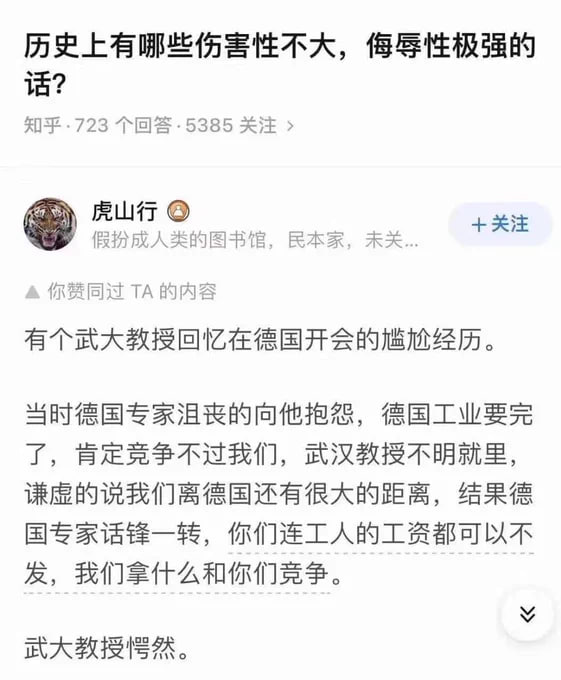 历史上有哪些伤害性不大，侮辱性极强的
话？
知乎·723 个回答·5385 关注 >
虎山行
+关注
假扮成人类的图书馆，民本家，未关...
你赞同过 TA 的内容
有个武大教授回忆在德国开会的尴尬经历。
当时德国专家沮丧的向他抱怨，德国工业要完
了，肯定竞争不过我们，武汉教授不明就里，
谦虚的说我们离德国还有很大的距离，结果德
国专家话锋一转，你们连工人的工资都可以不
发，我们拿什么和你们竞争。
武大教授愕然。